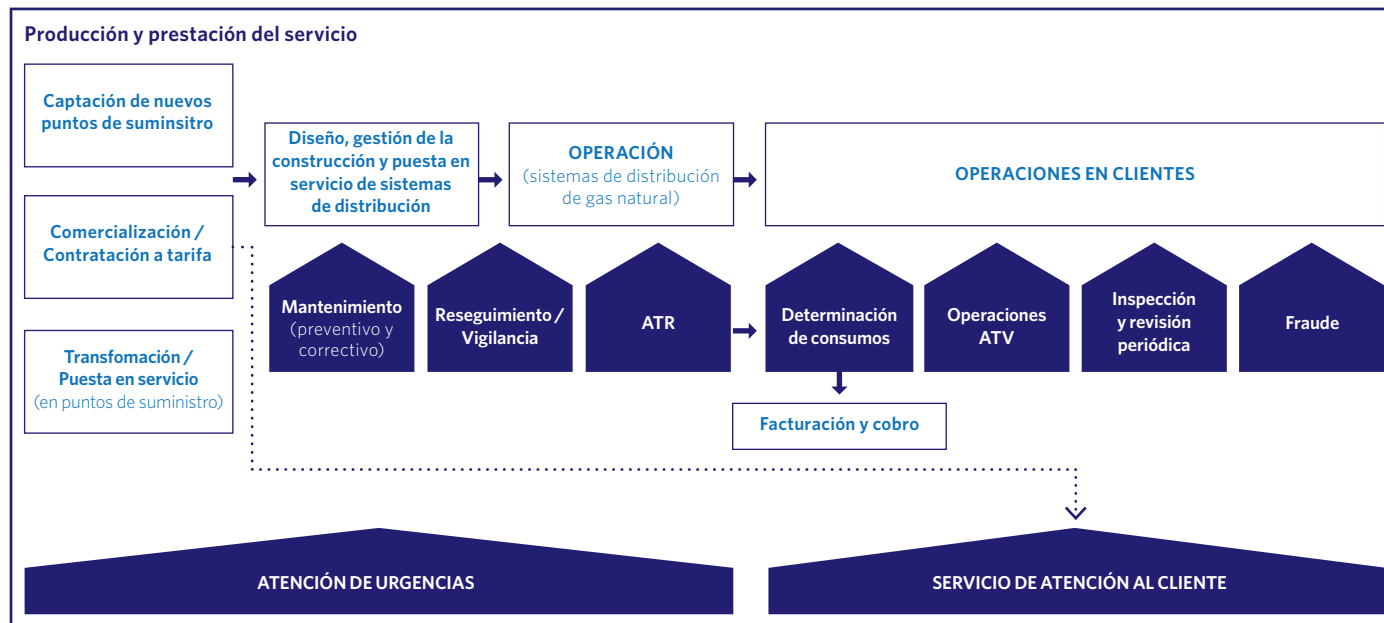 Producción y prestación del servicio
Captación de nuevos
puntos de suminsitro
Comercialización /
Contratación a tarifa
Transfomación /
Puesta en servicio
(en puntos de suministro)
Diseño, gestión de la
construcción y puesta en
servicio de sistemas
de distribución
OPERACIÓN
(sistemas de distribución
de gas natural)
OPERACIONES EN CLIENTES
Mantenimiento
(preventivo y
correctivo)
Reseguimiento /
Vigilancia
ATR
Determinación
de consumos
Operaciones
ATV
Inspección
y revisión
periódica
Fraude
Facturación y cobro
ATENCIÓN DE URGENCIAS
SERVICIO DE ATENCIÓN AL CLIENTE